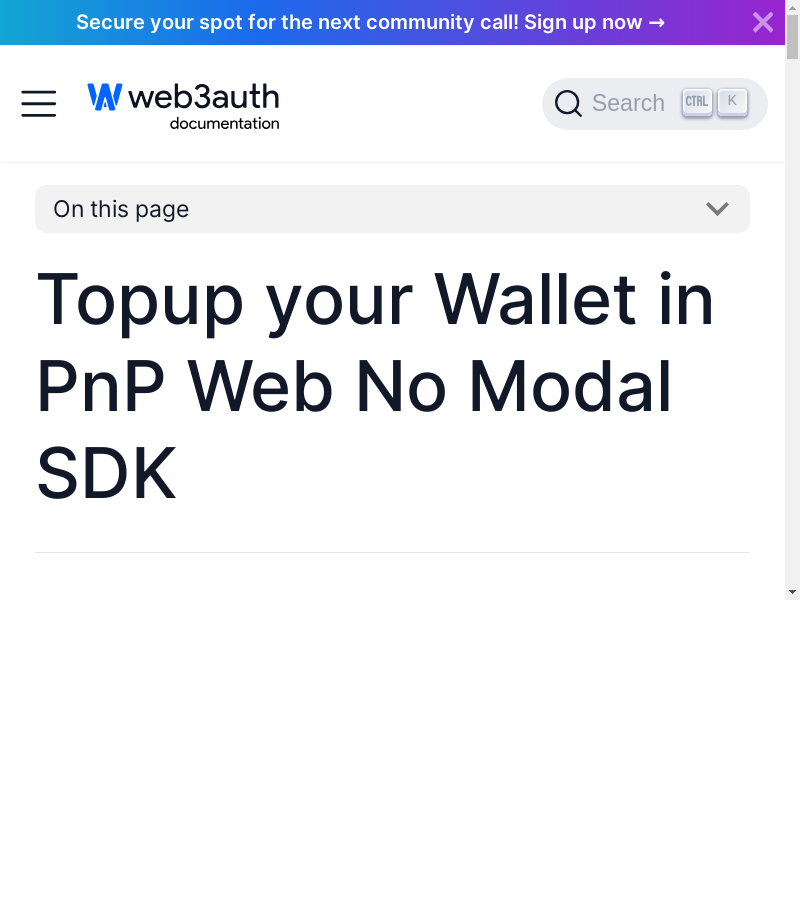 Secure your spot for the next community call! Sign up now →
web3auth
documentation
Search CTRL K
On this page
Topup your Wallet in
PnP Web No Modal
SDK